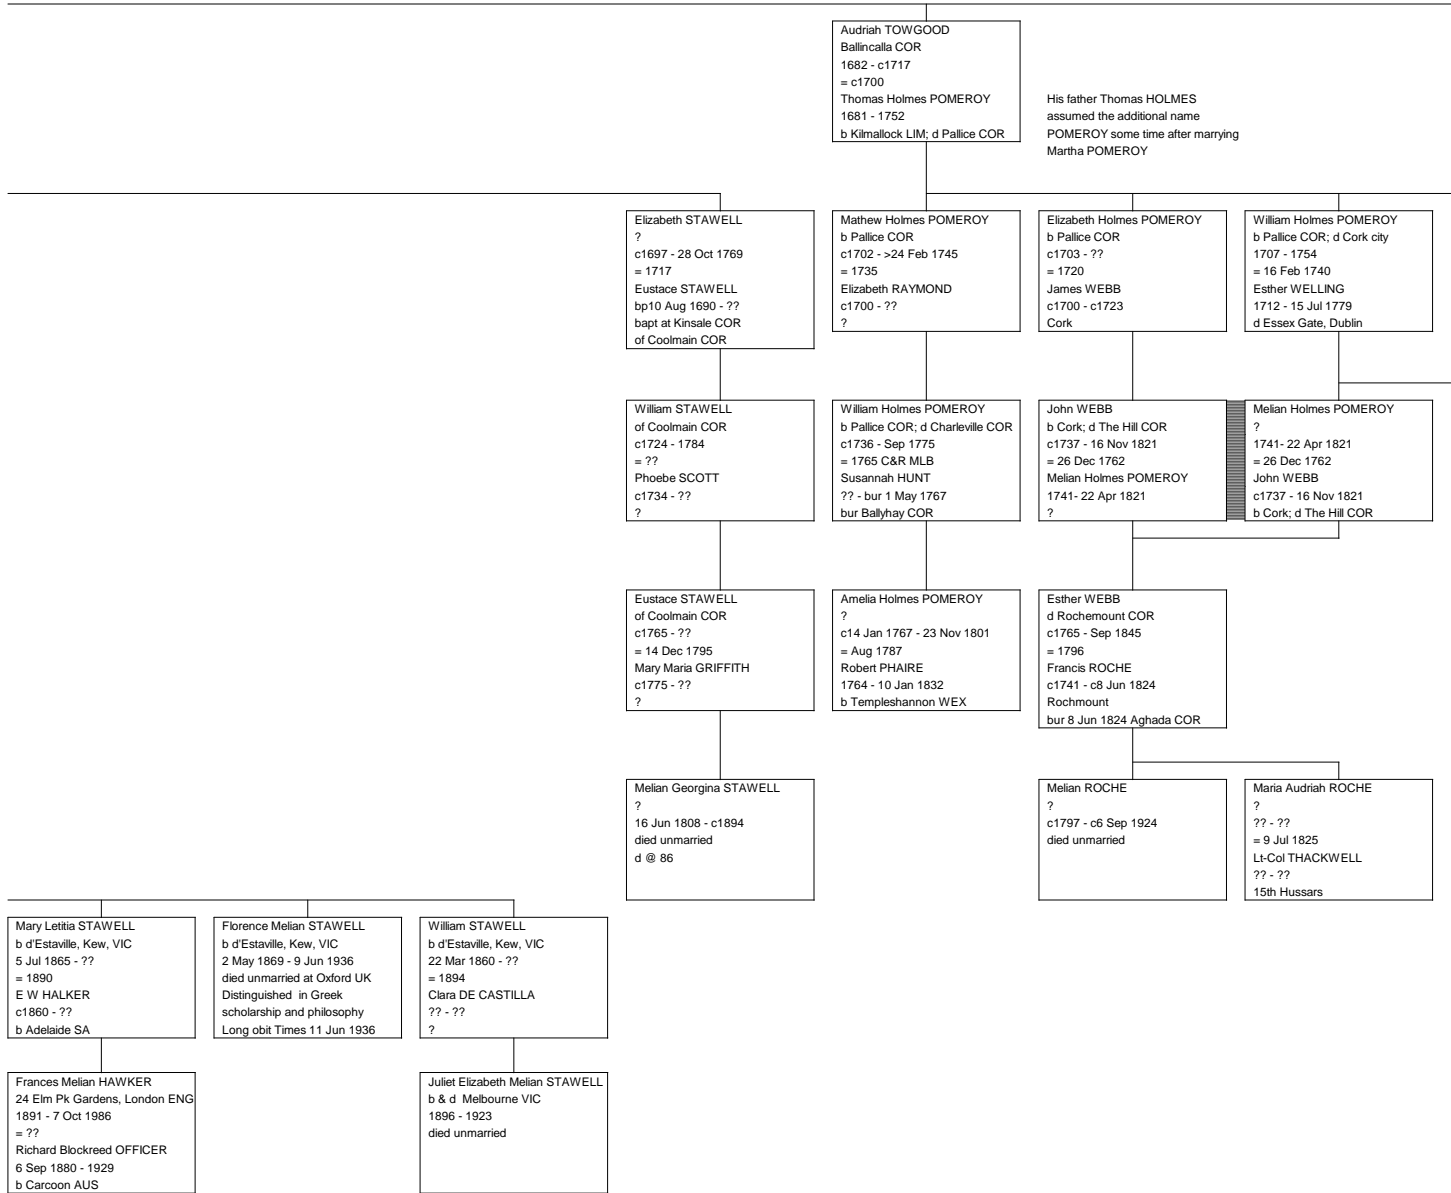 Audriah TOWGOOD
Ballincalla COR
1682 - c1717
= c1700
Thomas Holmes POMEROY
1681 - 1752
b Kilmallock LIM; d Pallice COR
His father Thomas HOLMES
assumed the additional name
POMEROY some time after marrying
Martha POMEROY
Elizabeth STAWELL
?
c1697 - 28 Oct 1769
= 1717
Eustace STAWELL
bp10 Aug 1690 - ??
bapt at Kinsale COR
of Coolmain COR
Mathew Holmes POMEROY
b Pallice COR
c1702 - >24 Feb 1745
= 1735
Elizabeth RAYMOND
c1700 - ??
?
Elizabeth Holmes POMEROY
b Pallice COR
c1703 - ??
= 1720
James WEBB
c1700 - c1723
Cork
William Holmes POMEROY
b Pallice COR; d Cork city
1707 - 1754
= 16 Feb 1740
Esther WELLING
1712 - 15 Jul 1779
d Essex Gate, Dublin
William STAWELL
of Coolmain COR
c1724 - 1784
= ??
Phoebe SCOTT
c1734 - ??
?
William Holmes POMEROY
b Pallice COR; d Charleville COR
c1736 - Sep 1775
= 1765 C&R MLB
Susannah HUNT
?? - bur 1 May 1767
bur Ballyhay COR
John WEBB
b Cork; d The Hill COR
c1737 - 16 Nov 1821
= 26 Dec 1762
Melian Holmes POMEROY
1741- 22 Apr 1821
?
Melian Holmes POMEROY
?
1741- 22 Apr 1821
= 26 Dec 1762
John WEBB
c1737 - 16 Nov 1821
b Cork; d The Hill COR
Eustace STAWELL
of Coolmain COR
c1765 - ??
= 14 Dec 1795
Mary Maria GRIFFITH
c1775 - ??
?
Amelia Holmes POMEROY
?
c14 Jan 1767 - 23 Nov 1801
= Aug 1787
Robert PHAIRE
1764 - 10 Jan 1832
b Templeshannon WEX
Esther WEBB
d Rochemount COR
c1765 - Sep 1845
= 1796
Francis ROCHE
c1741 - c8 Jun 1824
Rochmount
bur 8 Jun 1824 Aghada COR
Melian Georgina STAWELL
?
16 Jun 1808 - c1894
died unmarried
d @ 86
Melian ROCHE
?
c1797 - c6 Sep 1924
died unmarried
Maria Audriah ROCHE
?
?? - ??
= 9 Jul 1825
Lt-Col THACKWELL
?? - ??
15th Hussars
Mary Letitia STAWELL
b d'Estaville, Kew, VIC
5 Jul 1865 - ??
= 1890
E W HALKER
c1860 - ??
b Adelaide SA
Florence Melian STAWELL
b d'Estaville, Kew, VIC
2 May 1869 - 9 Jun 1936
died unmarried at Oxford UK
Distinguished  in Greek
scholarship and philosophy
Long obit Times 11 Jun 1936
William STAWELL
b d'Estaville, Kew, VIC
22 Mar 1860 - ??
= 1894
Clara DE CASTILLA
?? - ??
?
Frances Melian HAWKER
24 Elm Pk Gardens, London ENG
1891 - 7 Oct 1986
= ??
Richard Blockreed OFFICER
6 Sep 1880 - 1929
b Carcoon AUS
Juliet Elizabeth Melian STAWELL
b & d  Melbourne VIC
1896 - 1923
died unmarried